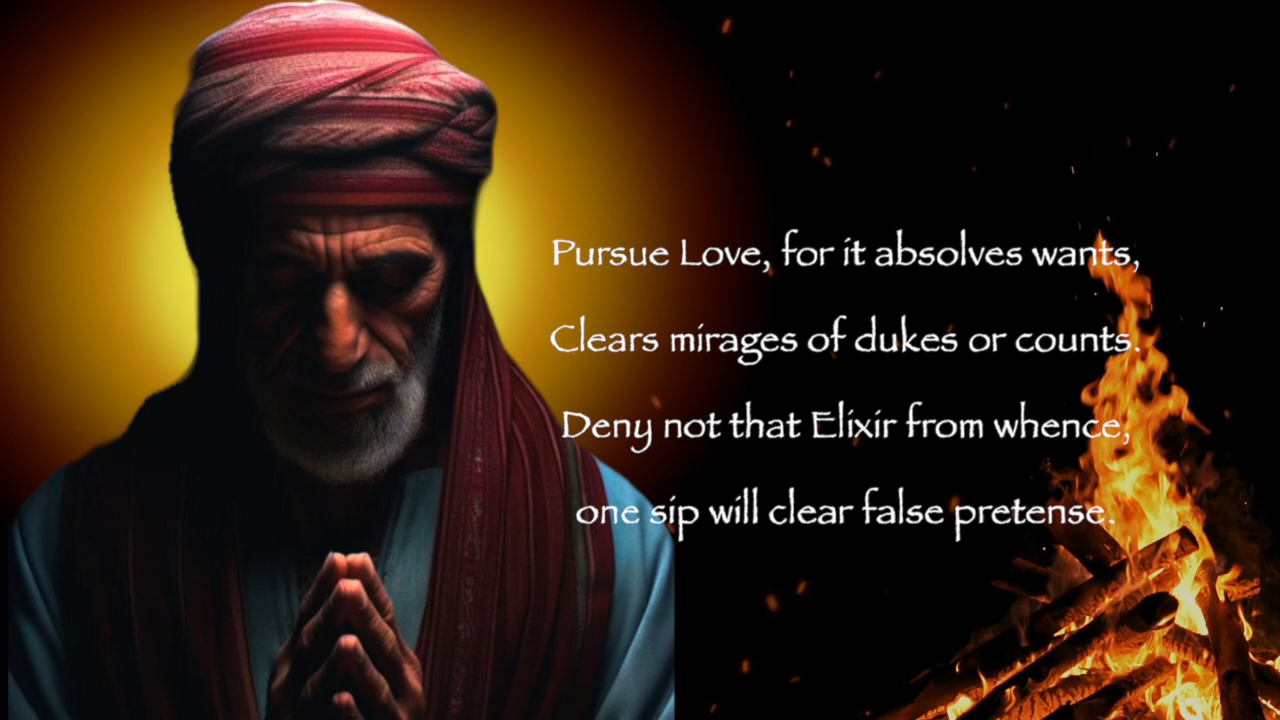 Pursue Love, for it absolves wants,
Clears mirages of dukes or counts.
Deny not that Elixir from whence,
one sip will clear false pretense.